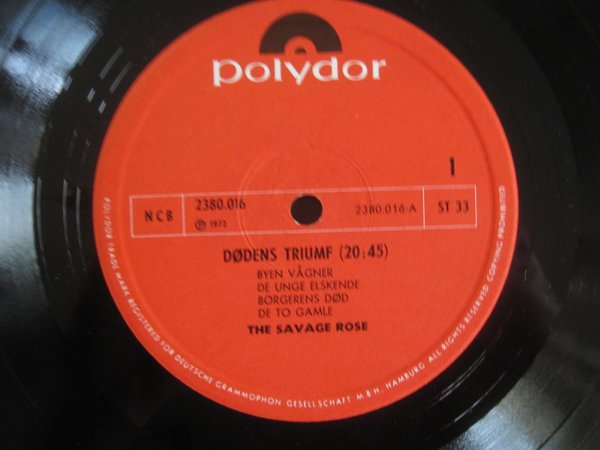 polydor
1
NCB
2380.016
℗ 1972
2380.016-A
ST 33
DØDENS TRIUMF (20:45)
BYEN VÅGNER
DE UNGE ELSKENDE
BORGERENS DØD
DE TO GAMLE
THE SAVAGE ROSE
POLYDOR TRADE MARK REGISTERED FOR DEUTSCHE GRAMMOPHON GESELLSCHAFT M.B.H. HAMBURG ALL RIGHTS RESERVED COPYING PROHIBITED